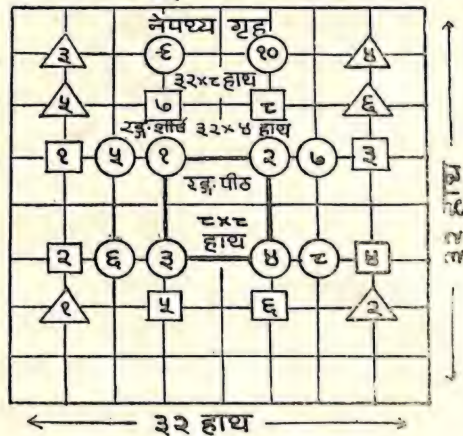 नेपथ्य गृह
३ ९ १० ४
३२×८ हाथ
५ ७ ८ ६
रङ्ग-शीर्ष ३२×४ हाथ
१ ५ १ २ ७ ३
रङ्ग-पीठ
८×८
हाथ
२ ६ ३ ४ ८ ४
१ ५ ६ २
३२ हाथ
३२ हाथ